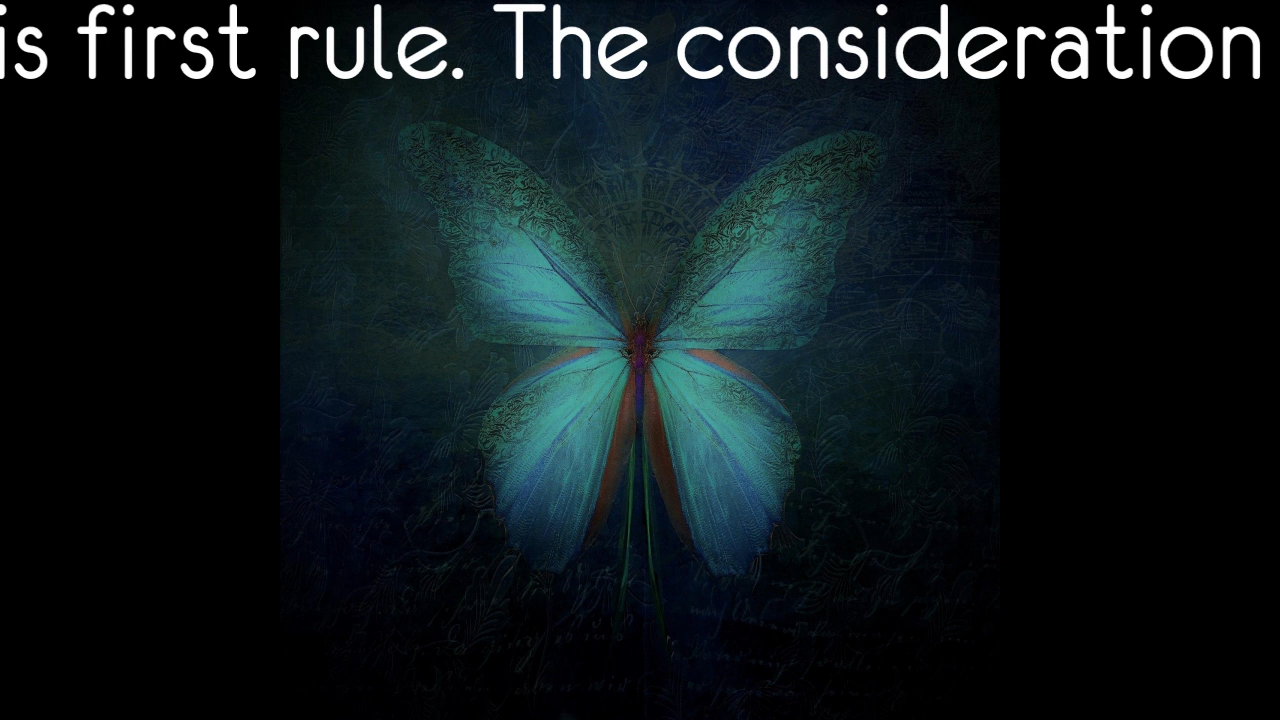 is first rule. The consideration